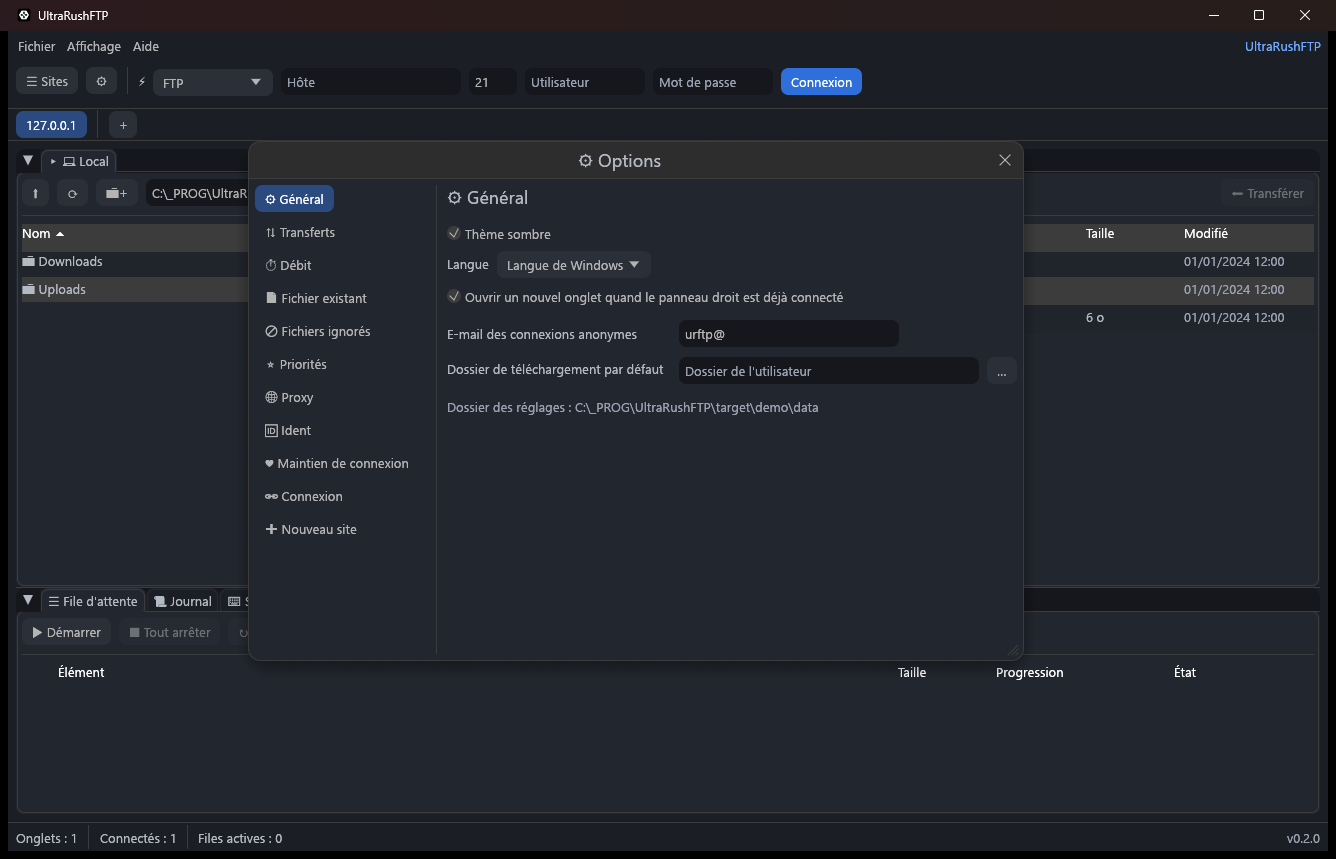 UltraRushFTP
Fichier Affichage Aide UltraRushFTP
Sites FTP Hôte 21 Utilisateur Mot de passe Connexion
127.0.0.1 +
Local
C:\_PROG\UltraR Transférer
Nom Taille Modifié
Downloads 01/01/2024 12:00
Uploads 01/01/2024 12:00
6 o 01/01/2024 12:00
Options
Général
Transferts
Débit
Fichier existant
Fichiers ignorés
Priorités
Proxy
Ident
Maintien de connexion
Connexion
Nouveau site
Général
Thème sombre
Langue Langue de Windows
Ouvrir un nouvel onglet quand le panneau droit est déjà connecté
E-mail des connexions anonymes urftp@
Dossier de téléchargement par défaut Dossier de l'utilisateur ...
Dossier des réglages : C:\_PROG\UltraRushFTP\target\demo\data
File d'attente Journal
Démarrer Tout arrêter
Élément Taille Progression État
Onglets : 1 Connectés : 1 Files actives : 0 v0.2.0